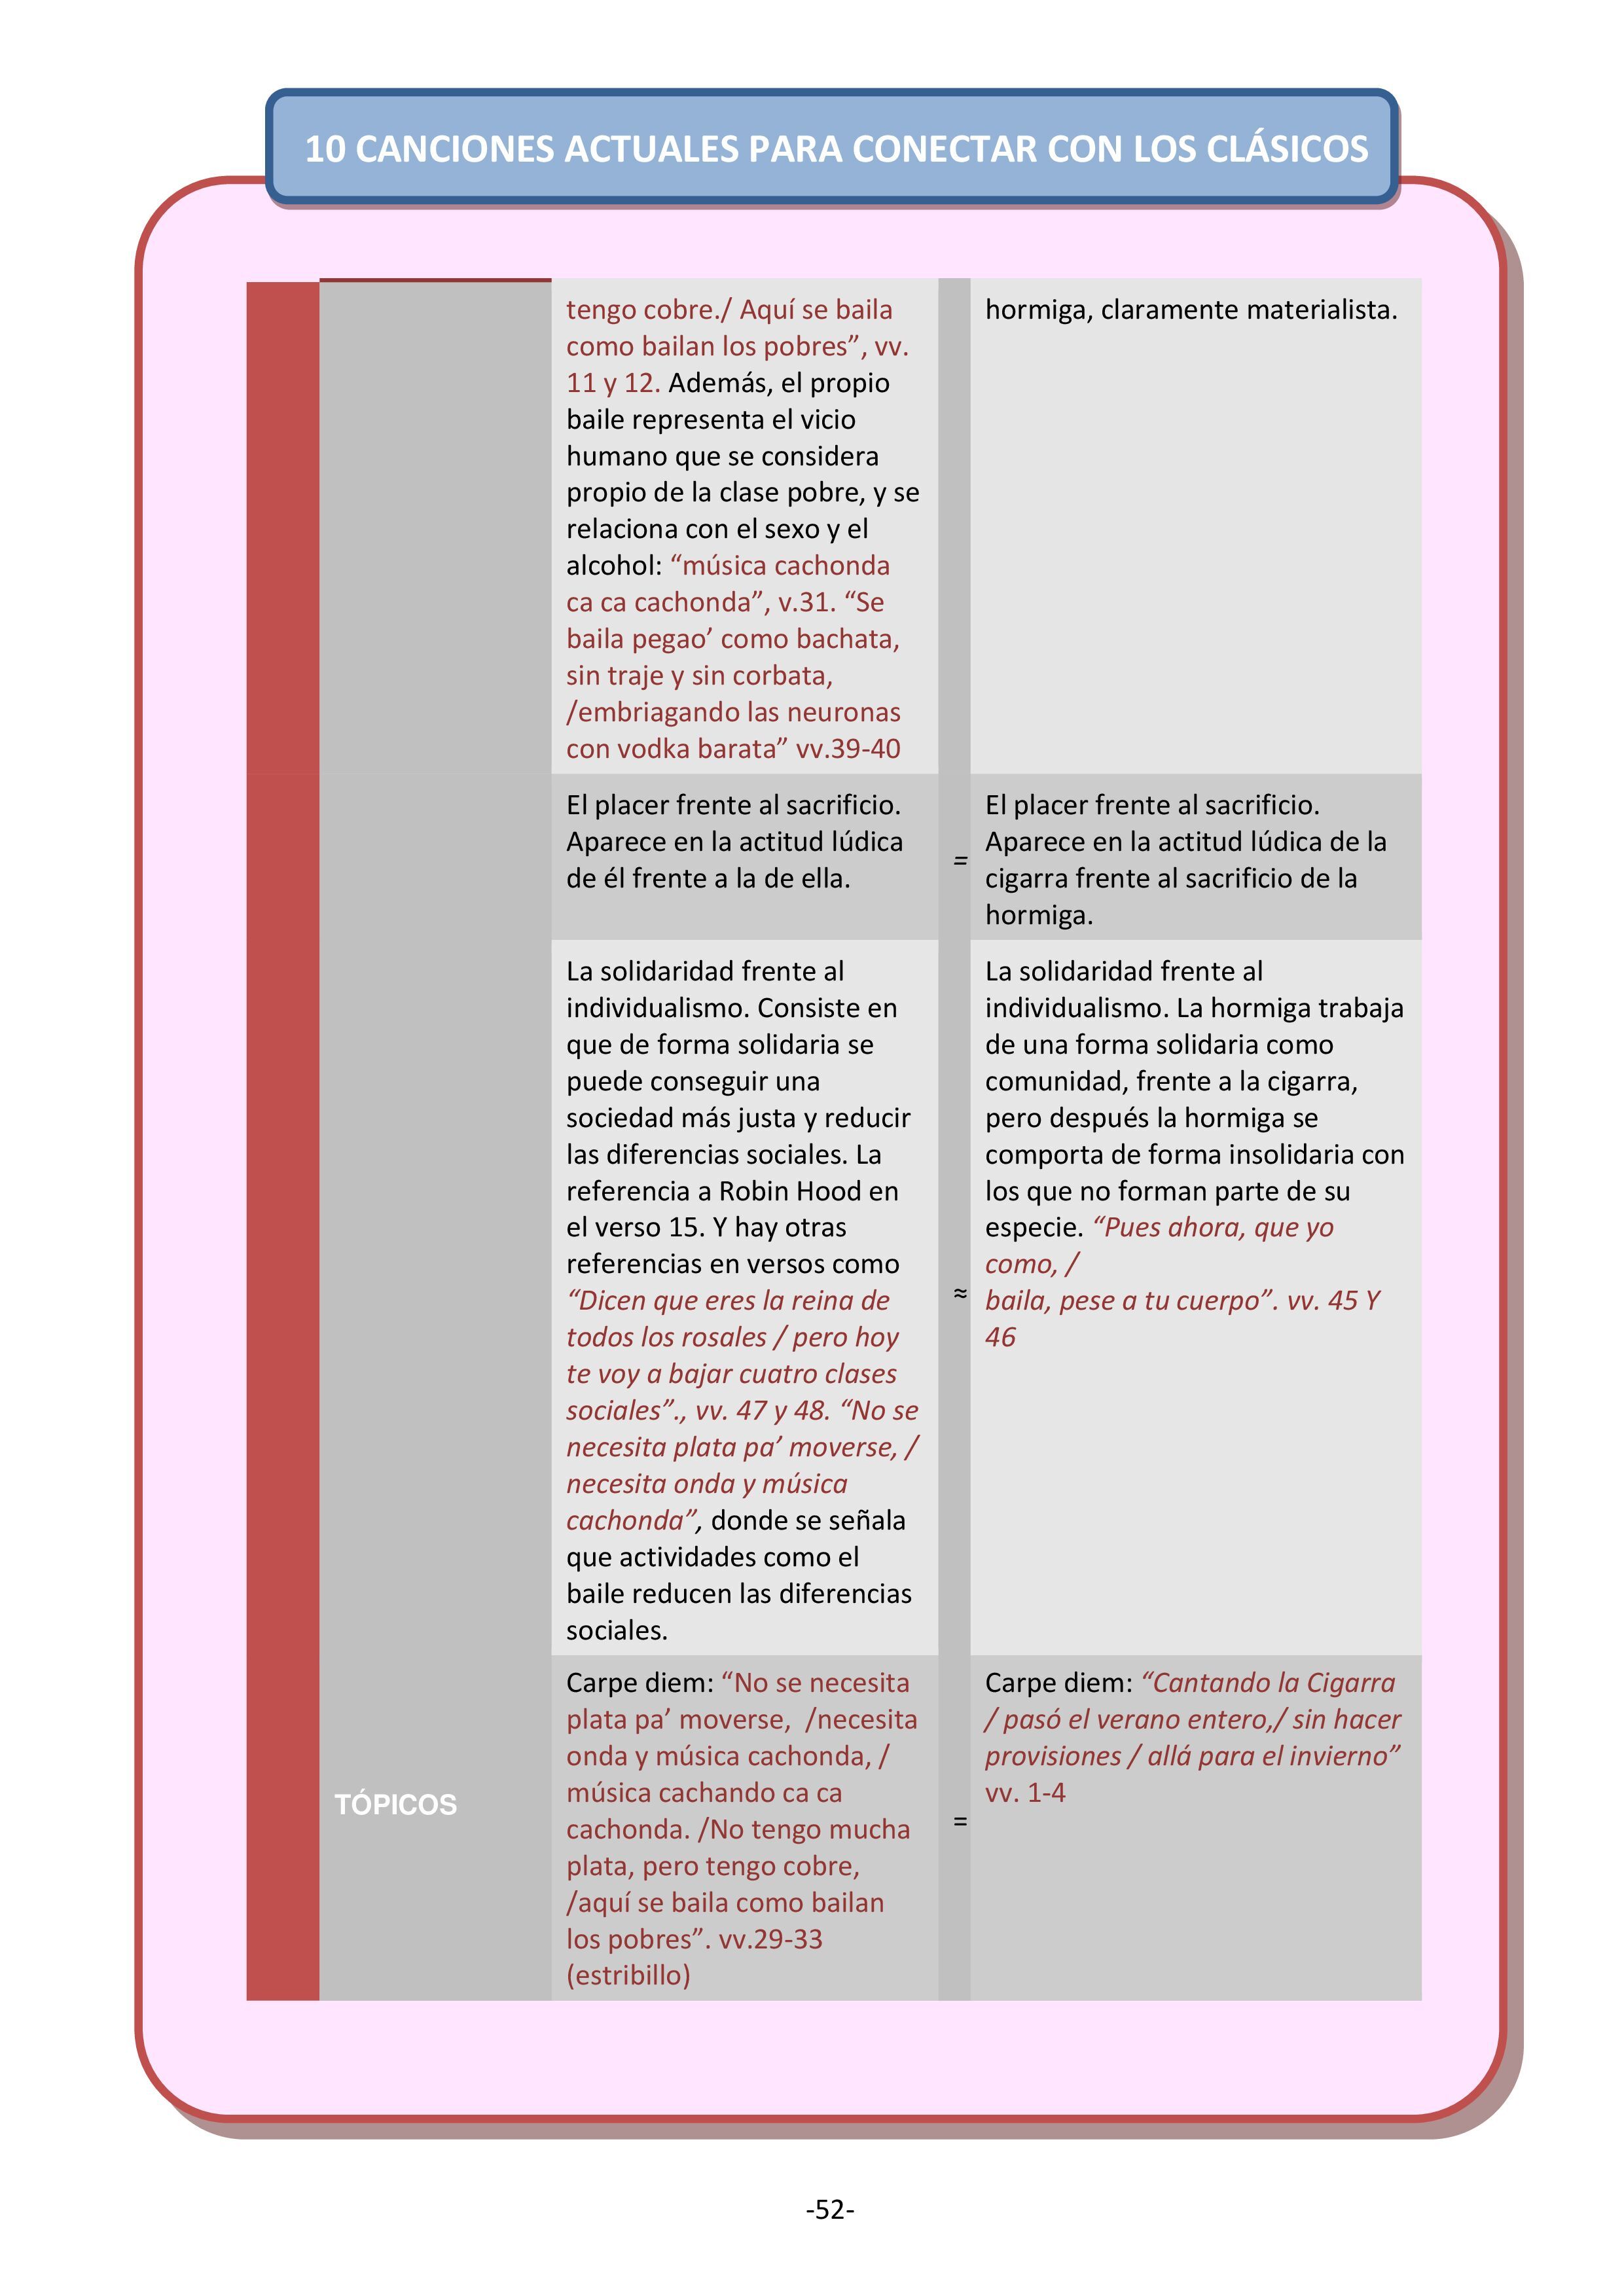 10 CANCIONES ACTUALES PARA CONECTAR CON LOS CLÁSICOS
tengo cobre./ Aquí se baila
como bailan los pobres”, vv.
11 y 12. Además, el propio
baile representa el vicio
humano que se considera
propio de la clase pobre, y se
relaciona con el sexo y el
alcohol: “música cachonda
ca ca cachonda”, v.31. “Se
baila pegao’ como bachata,
sin traje y sin corbata,
/embriagando las neuronas
con vodka barata” vv.39-40
hormiga, claramente materialista.
El placer frente al sacrificio.
Aparece en la actitud lúdica
de él frente a la de ella.
=
El placer frente al sacrificio.
Aparece en la actitud lúdica de la
cigarra frente al sacrificio de la
hormiga.
La solidaridad frente al
individualismo. Consiste en
que de forma solidaria se
puede conseguir una
sociedad más justa y reducir
las diferencias sociales. La
referencia a Robin Hood en
el verso 15. Y hay otras
referencias en versos como
“Dicen que eres la reina de
todos los rosales / pero hoy
te voy a bajar cuatro clases
sociales”., vv. 47 y 48. “No se
necesita plata pa’ moverse, /
necesita onda y música
cachonda”, donde se señala
que actividades como el
baile reducen las diferencias
sociales.
≈
La solidaridad frente al
individualismo. La hormiga trabaja
de una forma solidaria como
comunidad, frente a la cigarra,
pero después la hormiga se
comporta de forma insolidaria con
los que no forman parte de su
especie. “Pues ahora, que yo
como, /
baila, pese a tu cuerpo”. vv. 45 Y
46
TÓPICOS
Carpe diem: “No se necesita
plata pa’ moverse,  /necesita
onda y música cachonda, /
música cachando ca ca
cachonda. /No tengo mucha
plata, pero tengo cobre,
/aquí se baila como bailan
los pobres”. vv.29-33
(estribillo)
=
Carpe diem: “Cantando la Cigarra
/ pasó el verano entero,/ sin hacer
provisiones / allá para el invierno”
vv. 1-4
-52-